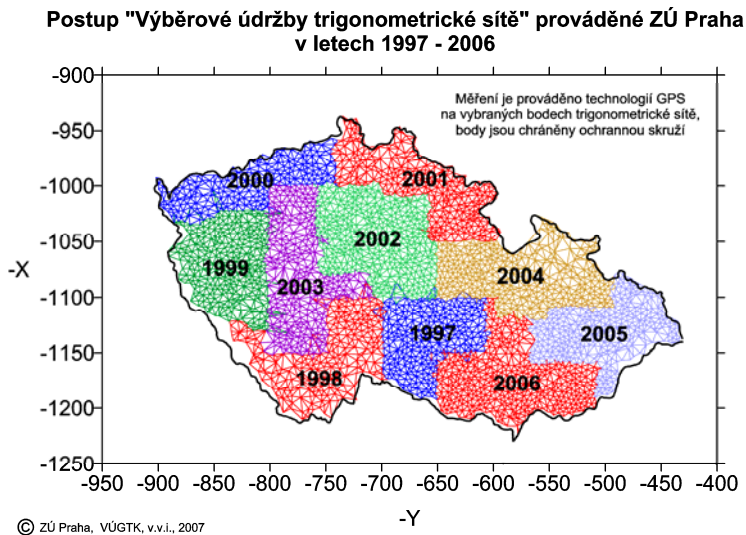 Postup "Výběrové údržby trigonometrické sítě" prováděné ZÚ Praha
v letech 1997 - 2006
Měření je prováděno technologií GPS
na vybraných bodech trigonometrické sítě,
body jsou chráněny ochrannou skruží
-900
-950
-1000
-1050
-1100
-1150
-1200
-1250
-X
2000
2001
2002
1999
2003
2004
1997
2005
1998
2006
-950 -900 -850 -800 -750 -700 -650 -600 -550 -500 -450 -400
-Y
© ZÚ Praha, VÚGTK, v.v.i., 2007